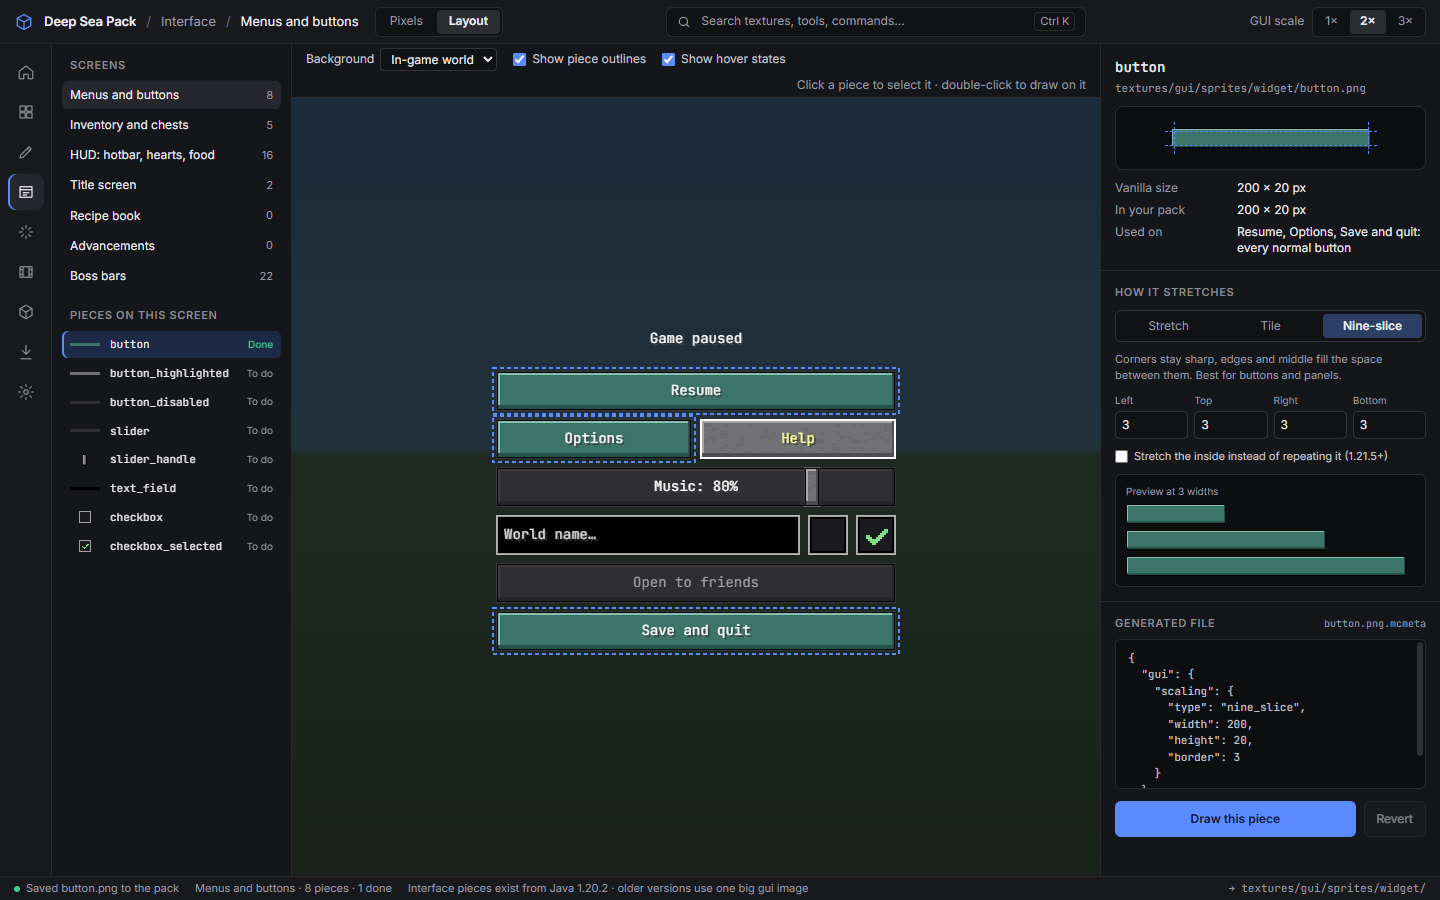 Deep Sea Pack / Interface / Menus and buttons
Pixels
Layout
Search textures, tools, commands...
Ctrl K
GUI scale
1×
2×
3×
SCREENS
Menus and buttons 8
Inventory and chests 5
HUD: hotbar, hearts, food 16
Title screen 2
Recipe book 0
Advancements 0
Boss bars 22
PIECES ON THIS SCREEN
button Done
button_highlighted To do
button_disabled To do
slider To do
slider_handle To do
text_field To do
checkbox To do
checkbox_selected To do
Background
In-game world
Show piece outlines
Show hover states
Click a piece to select it · double-click to draw on it
Game paused
Resume
Options
Help
Music: 80%
World name…
Open to friends
Save and quit
button
textures/gui/sprites/widget/button.png
Vanilla size 200 × 20 px
In your pack 200 × 20 px
Used on Resume, Options, Save and quit:
every normal button
HOW IT STRETCHES
Stretch
Tile
Nine-slice
Corners stay sharp, edges and middle fill the space
between them. Best for buttons and panels.
Left Top Right Bottom
3 3 3 3
Stretch the inside instead of repeating it (1.21.5+)
Preview at 3 widths
GENERATED FILE button.png.mcmeta
{
"gui": {
"scaling": {
"type": "nine_slice",
"width": 200,
"height": 20,
"border": 3
}
Draw this piece
Revert
Saved button.png to the pack
Menus and buttons · 8 pieces · 1 done
Interface pieces exist from Java 1.20.2 · older versions use one big gui image
→ textures/gui/sprites/widget/